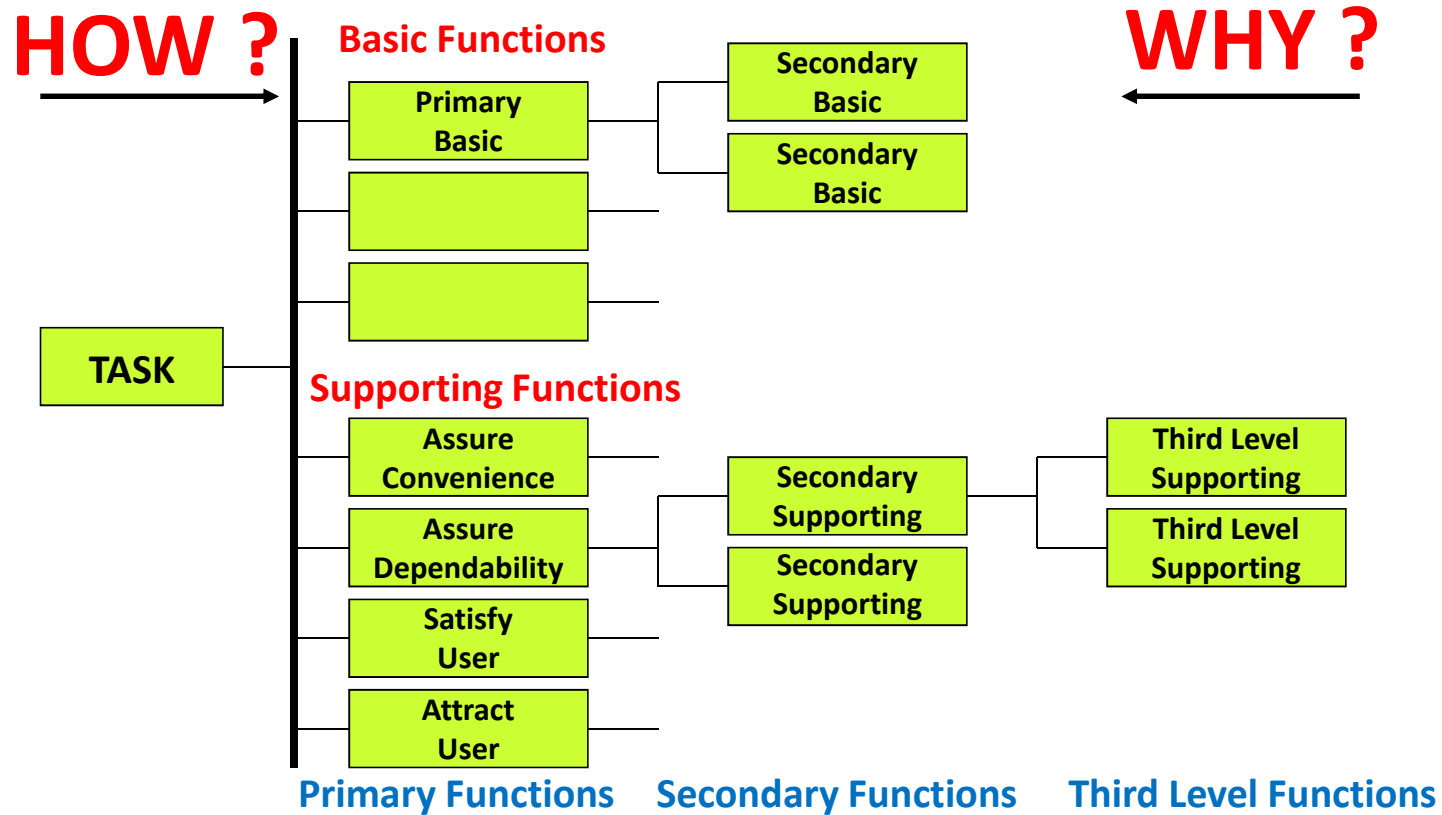 HOW ?
WHY ?
Basic Functions
Primary
Basic
Secondary
Basic
Secondary
Basic
TASK
Supporting Functions
Assure
Convenience
Assure
Dependability
Satisfy
User
Attract
User
Secondary
Supporting
Secondary
Supporting
Third Level
Supporting
Third Level
Supporting
Primary Functions
Secondary Functions
Third Level Functions